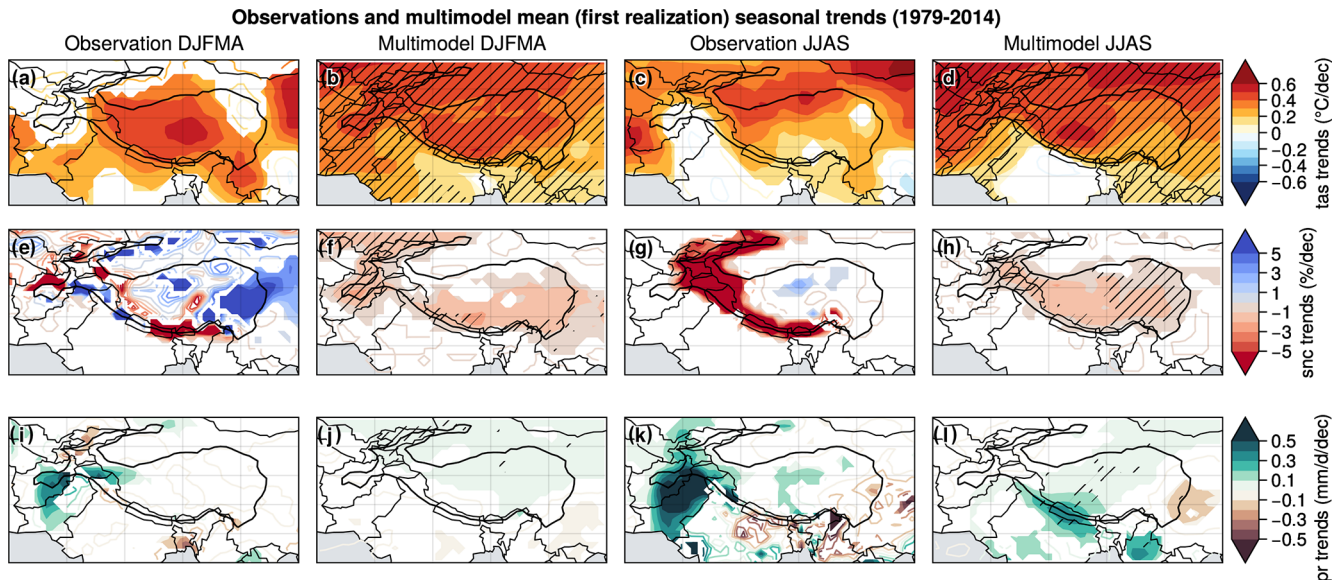 Observations and multimodel mean (first realization) seasonal trends (1979-2014)
Observation DJFMA
Multimodel DJFMA
Observation JJAS
Multimodel JJAS
(a)
(b)
(c)
(d)
0.6
0.4
0.2
0
−0.2
−0.4
−0.6
tas trends (°C/dec)
(e)
(f)
(g)
(h)
5
3
1
−1
−3
−5
snc trends (%/dec)
(i)
(j)
(k)
(l)
0.5
0.3
0.1
−0.1
−0.3
−0.5
or trends (mm/d/dec)